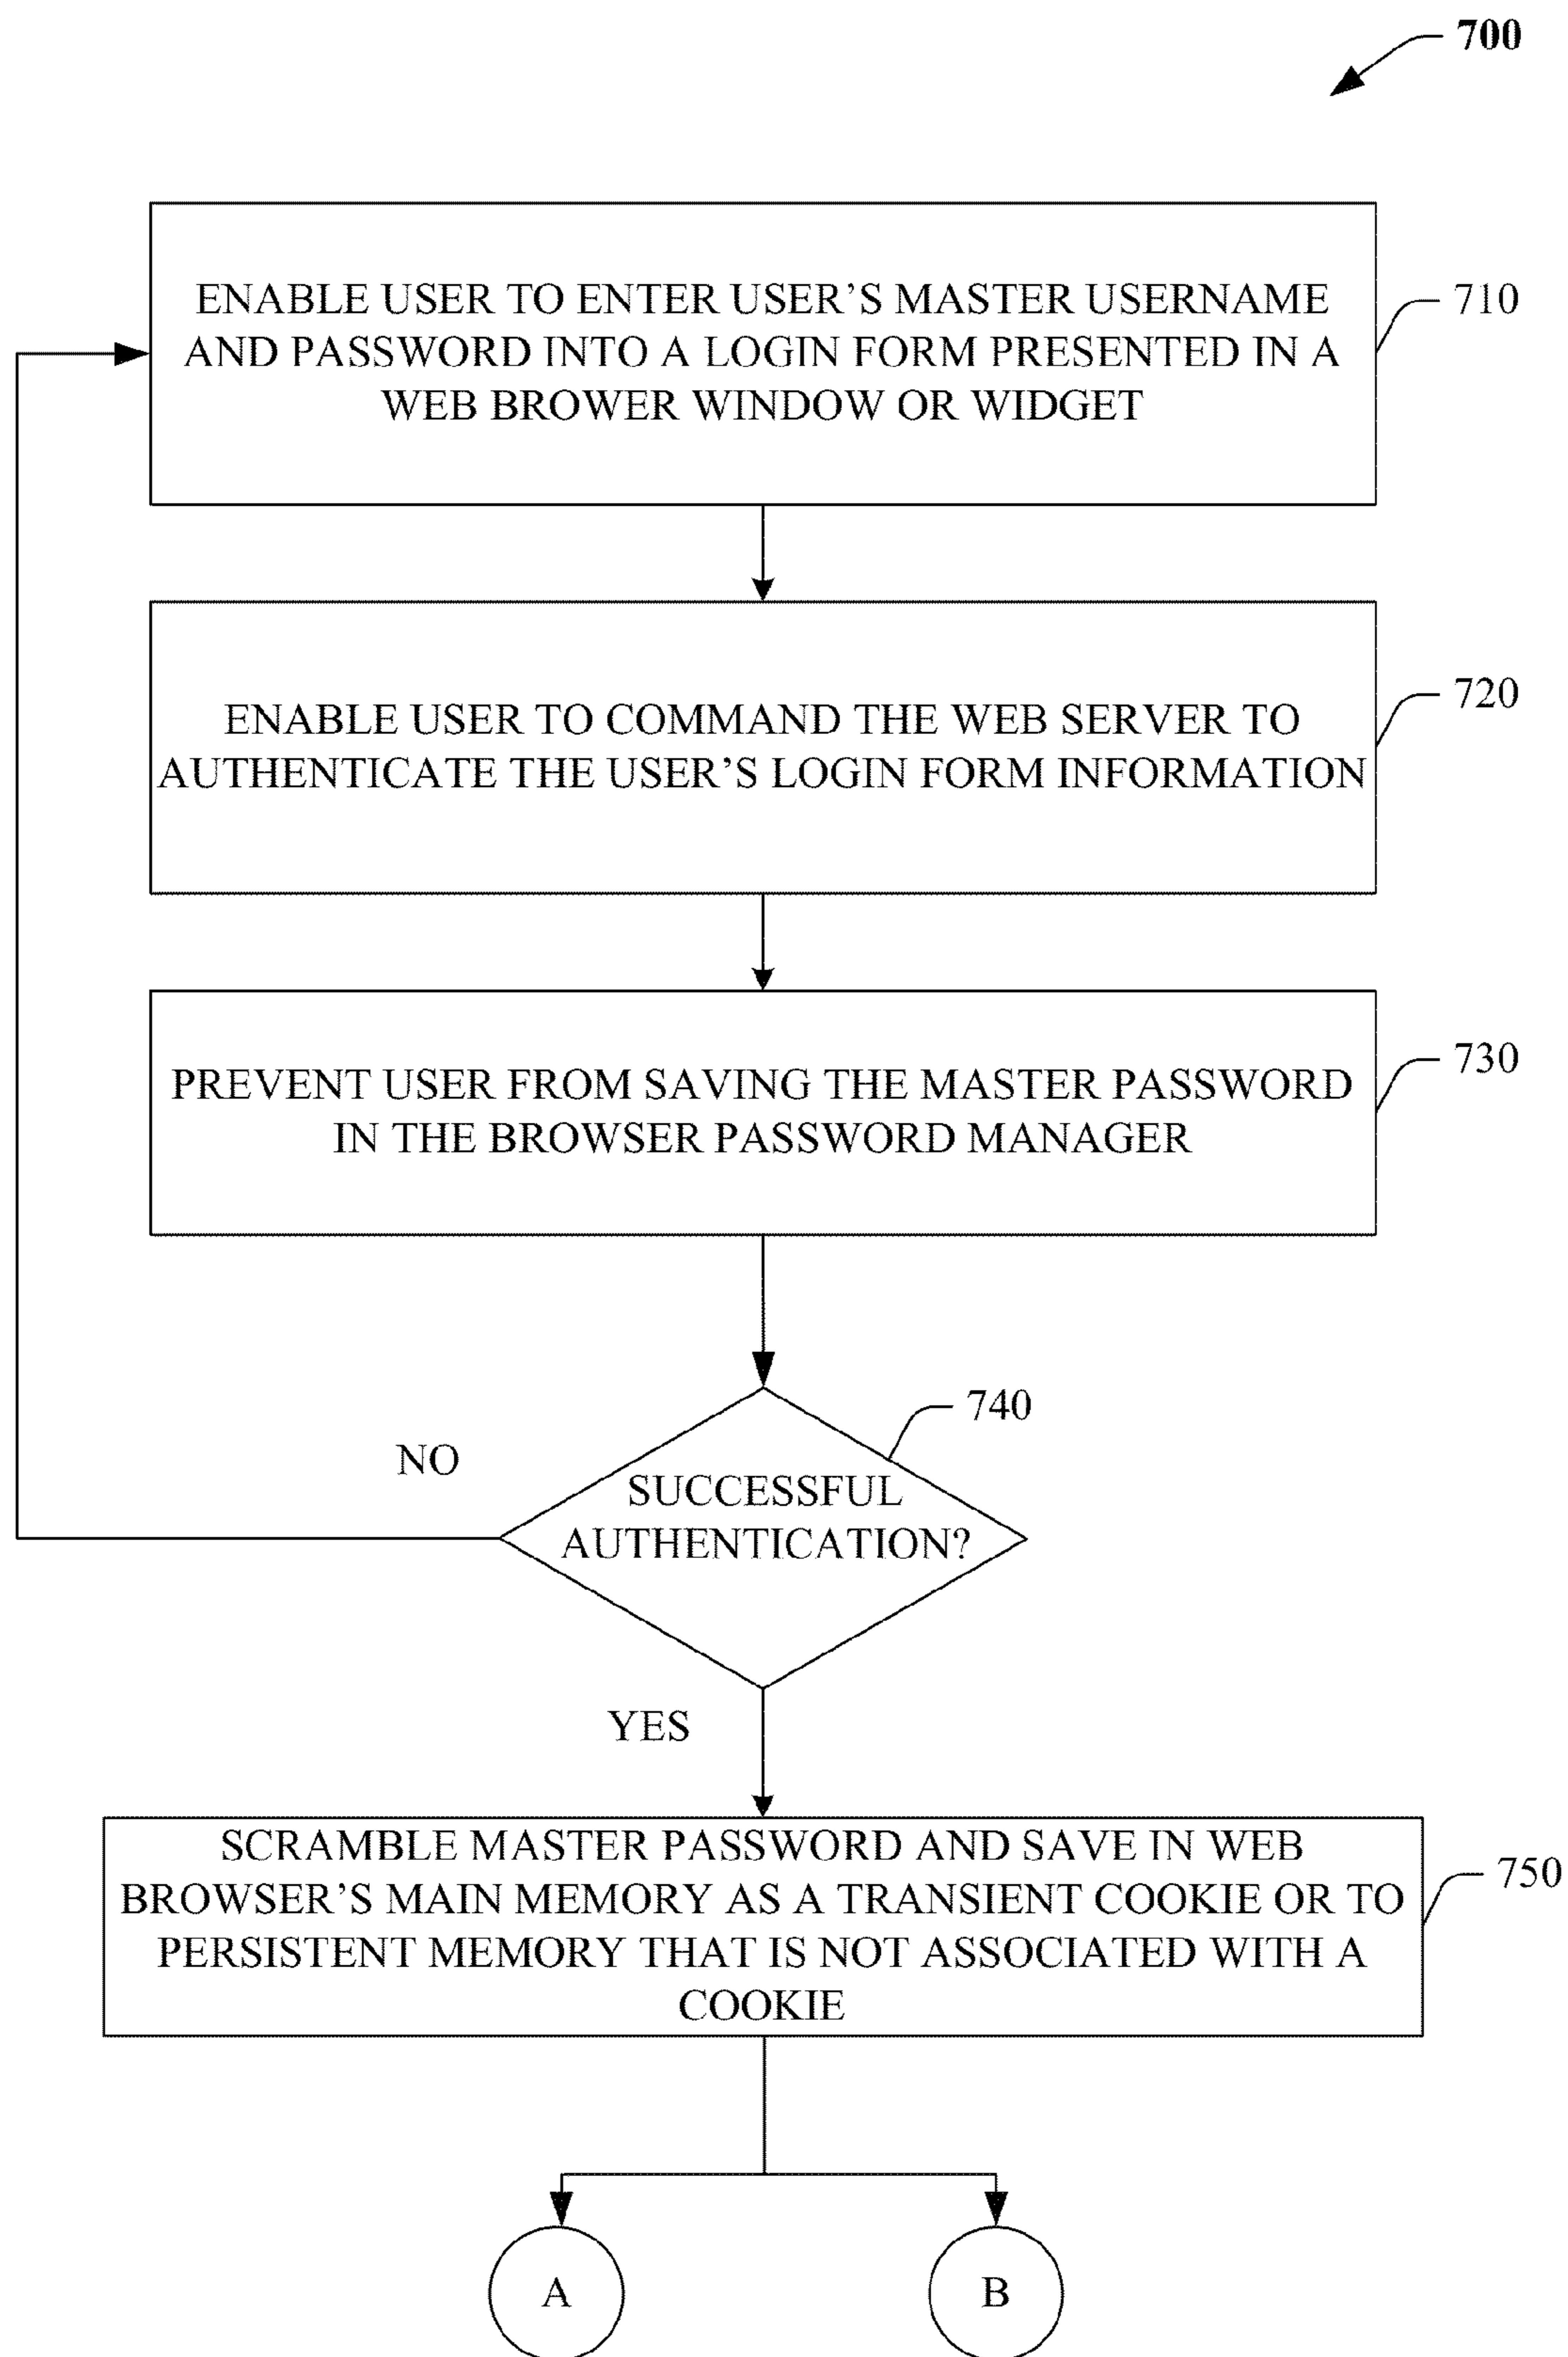 700
ENABLE USER TO ENTER USER'S MASTER USERNAME
AND PASSWORD INTO A LOGIN FORM PRESENTED IN A
WEB BROWER WINDOW OR WIDGET
710
ENABLE USER TO COMMAND THE WEB SERVER TO
AUTHENTICATE THE USER'S LOGIN FORM INFORMATION
720
PREVENT USER FROM SAVING THE MASTER PASSWORD
IN THE BROWSER PASSWORD MANAGER
730
740
NO
SUCCESSFUL
AUTHENTICATION?
YES
SCRAMBLE MASTER PASSWORD AND SAVE IN WEB
BROWSER'S MAIN MEMORY AS A TRANSIENT COOKIE OR TO
PERSISTENT MEMORY THAT IS NOT ASSOCIATED WITH A
COOKIE
750
A
B